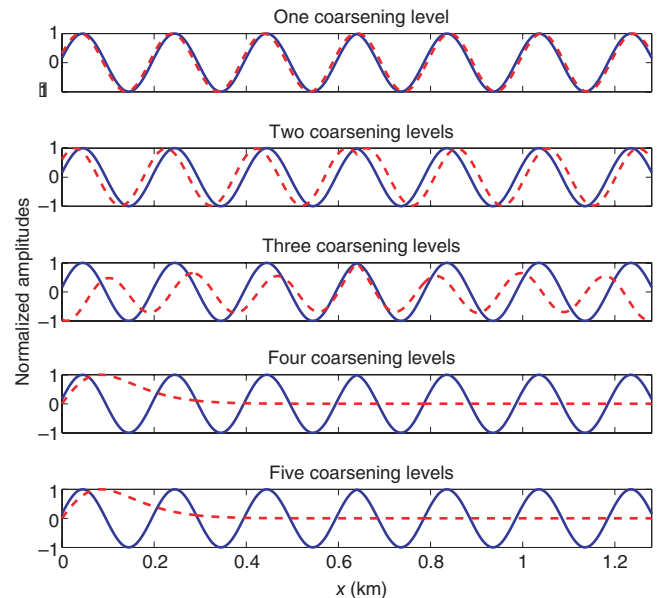 One coarsening level
1
0
Two coarsening levels
1
0
−1
Three coarsening levels
1
0
−1
Four coarsening levels
1
0
−1
Five coarsening levels
1
0
−1
0 0.2 0.4 0.6 0.8 1 1.2
x (km)
Normalized amplitudes